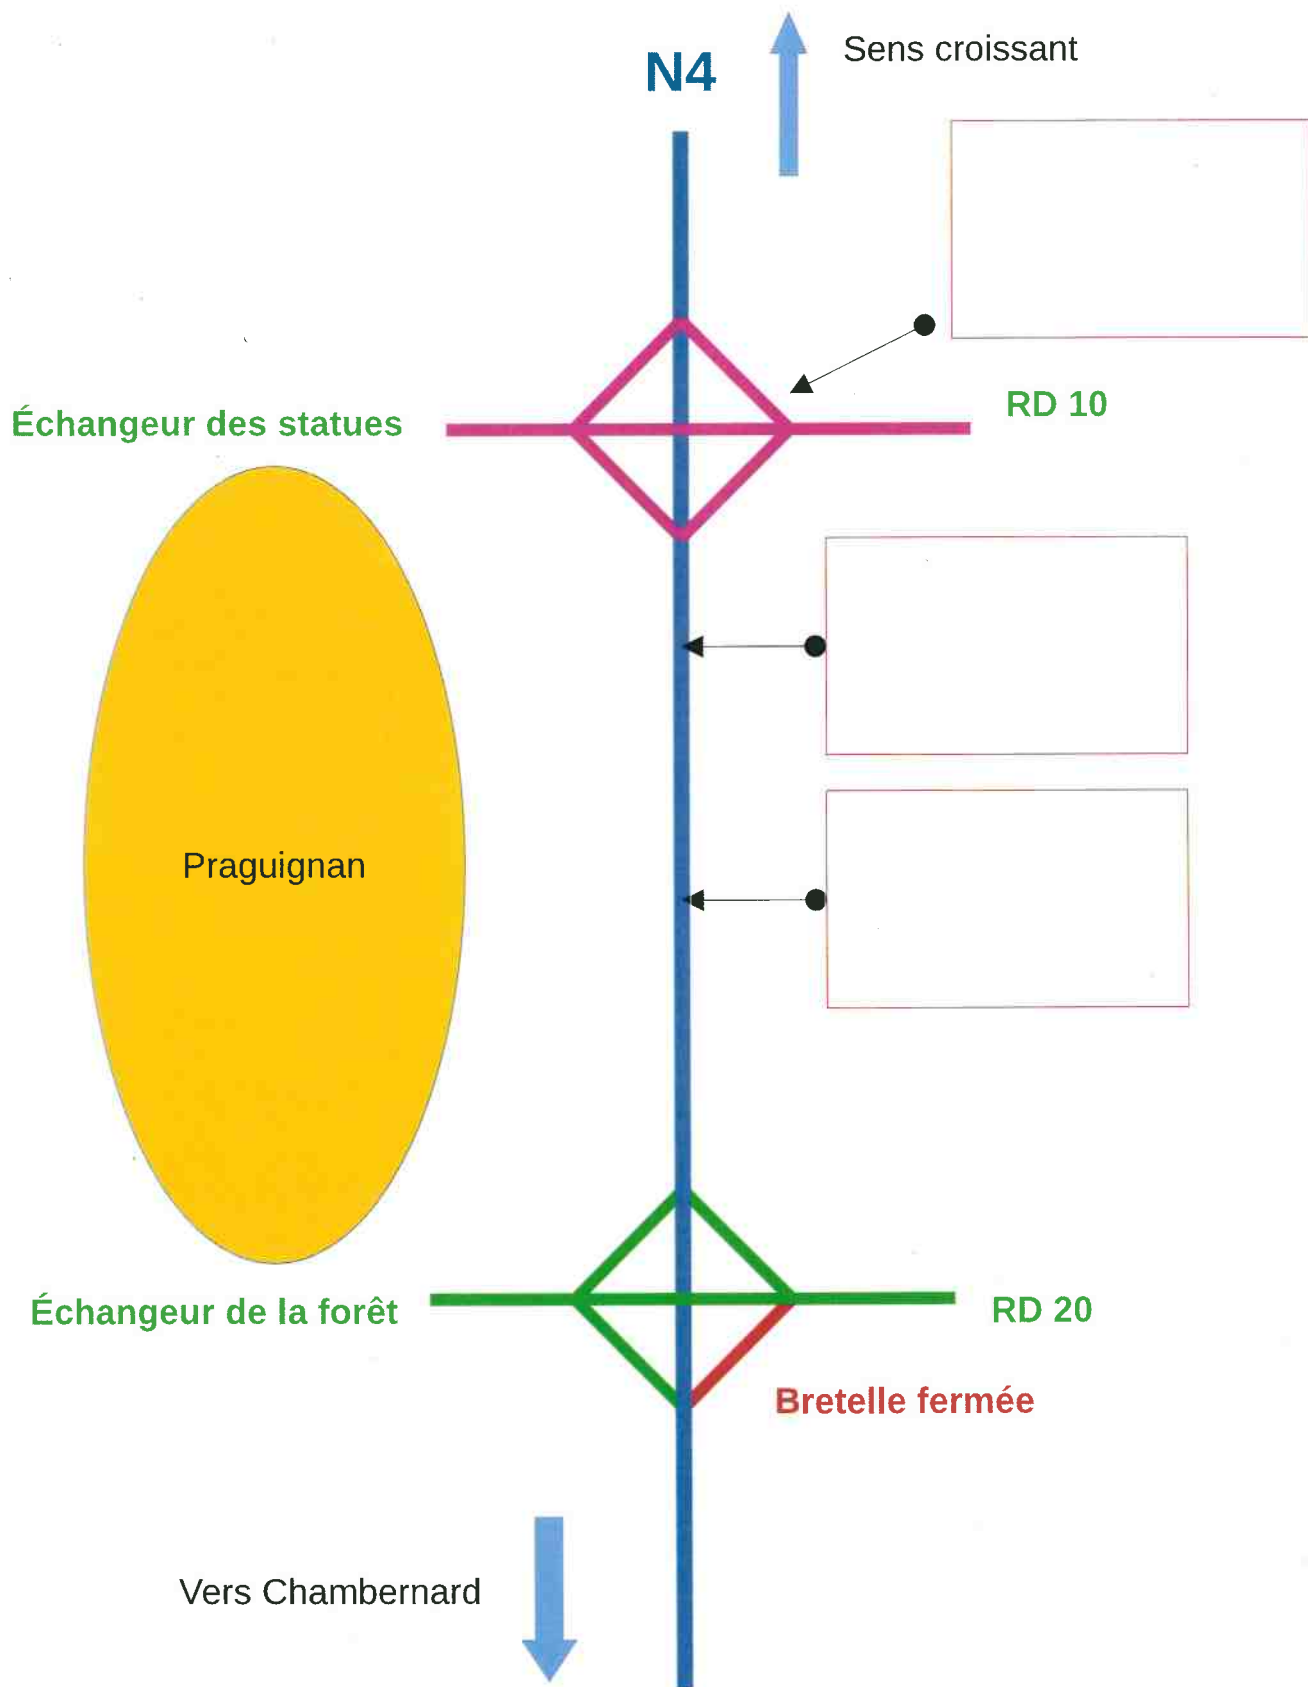 N4
Sens croissant
RD 10
Échangeur des statues
Praguignan
Échangeur de la forêt
RD 20
Bretelle fermée
Vers Chambernard